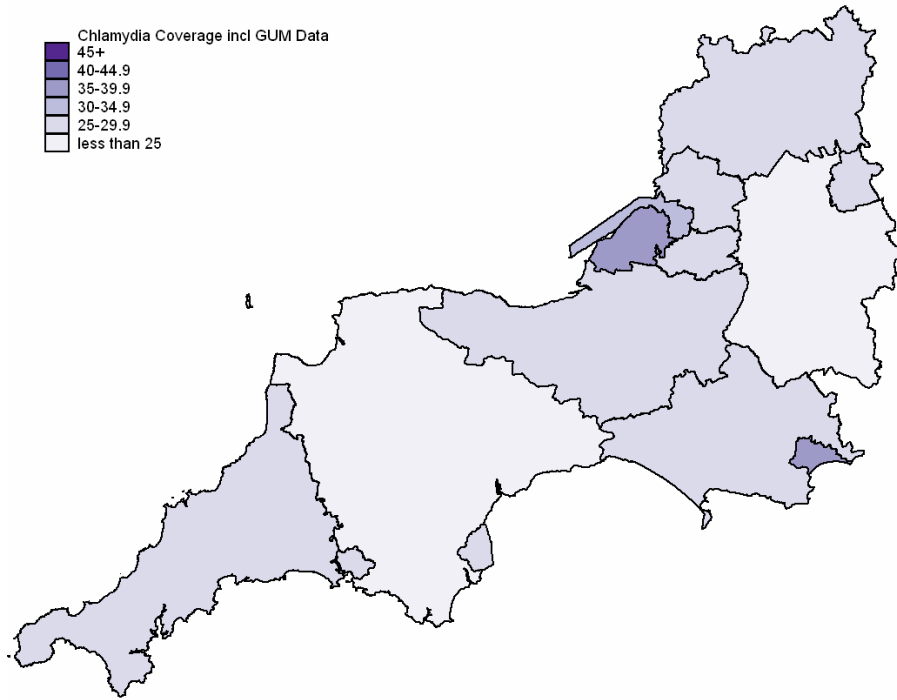 Chlamydia Coverage incl GUM Data
45+
40-44.9
35-39.9
30-34.9
25-29.9
less than 25